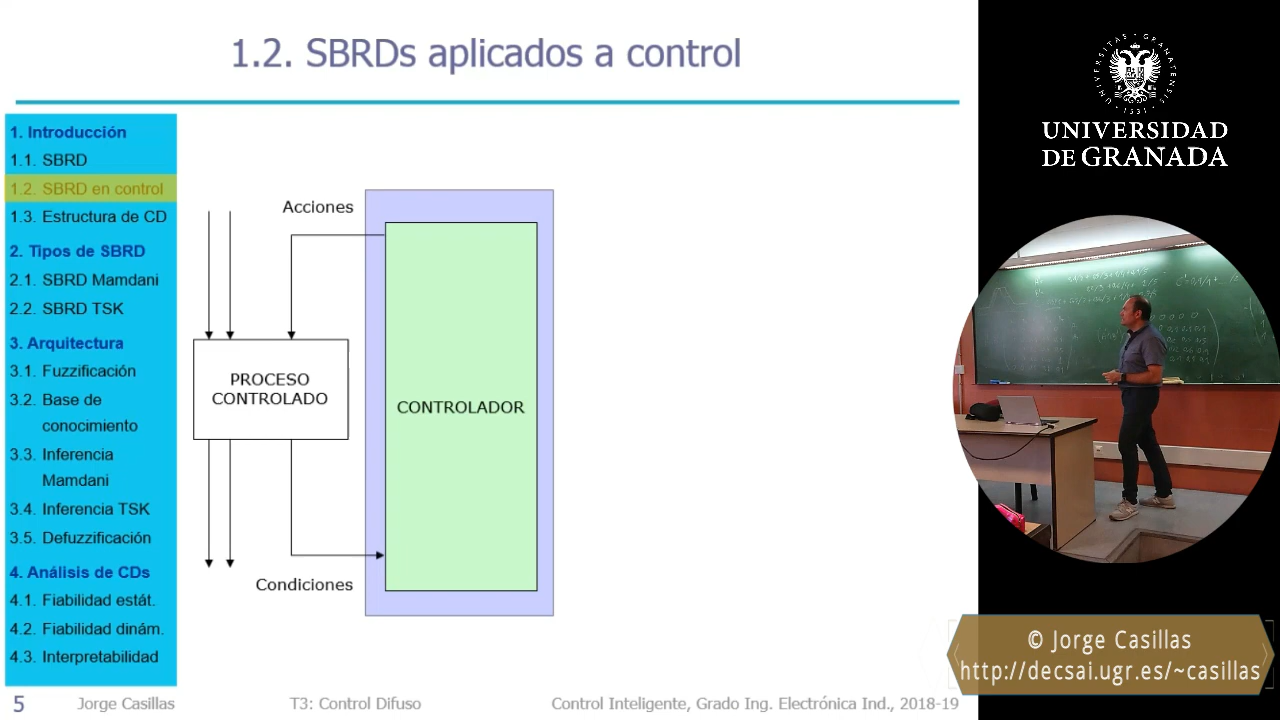 1.2. SBRDs aplicados a control
1. Introducción
1.1. SBRD
1.2. SBRD en control
1.3. Estructura de CD
2. Tipos de SBRD
2.1. SBRD Mamdani
2.2. SBRD TSK
3. Arquitectura
3.1. Fuzzificación
3.2. Base de
conocimiento
3.3. Inferencia
Mamdani
3.4. Inferencia TSK
3.5. Defuzzificación
4. Análisis de CDs
4.1. Fiabilidad estát.
4.2. Fiabilidad dinám.
4.3. Interpretabilidad
Acciones
PROCESO
CONTROLADO
CONTROLADOR
Condiciones
5 Jorge Casillas T3: Control Difuso Control Inteligente, Grado Ing. Electrónica Ind., 2018-19
UNIVERSITAS GRANATENSIS 1531
UNIVERSIDAD
DE GRANADA
© Jorge Casillas
http://decsai.ugr.es/~casillas